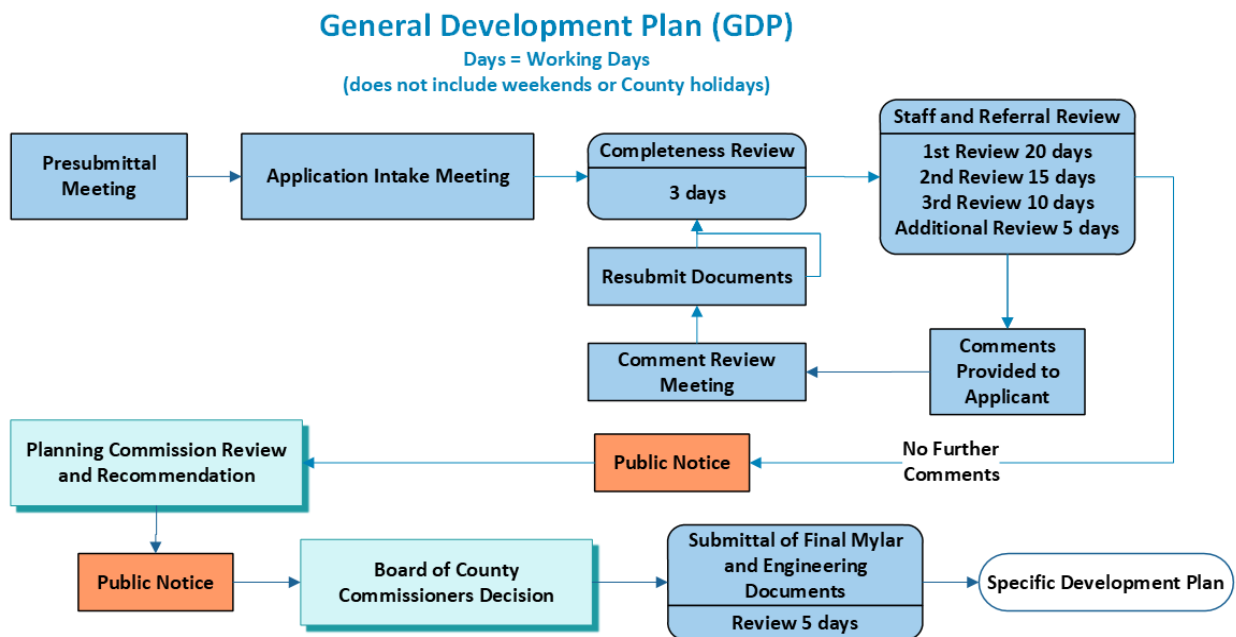 General Development Plan (GDP)
Days = Working Days
(does not include weekends or County holidays)
Presubmittal
Meeting
Application Intake Meeting
Completeness Review
3 days
Staff and Referral Review
1st Review 20 days
2nd Review 15 days
3rd Review 10 days
Additional Review 5 days
Resubmit Documents
Comment Review
Meeting
Comments
Provided to
Applicant
Planning Commission Review
and Recommendation
Public Notice
No Further
Comments
Public Notice
Board of County
Commissioners Decision
Submittal of Final Mylar
and Engineering
Documents
Review 5 days
Specific Development Plan